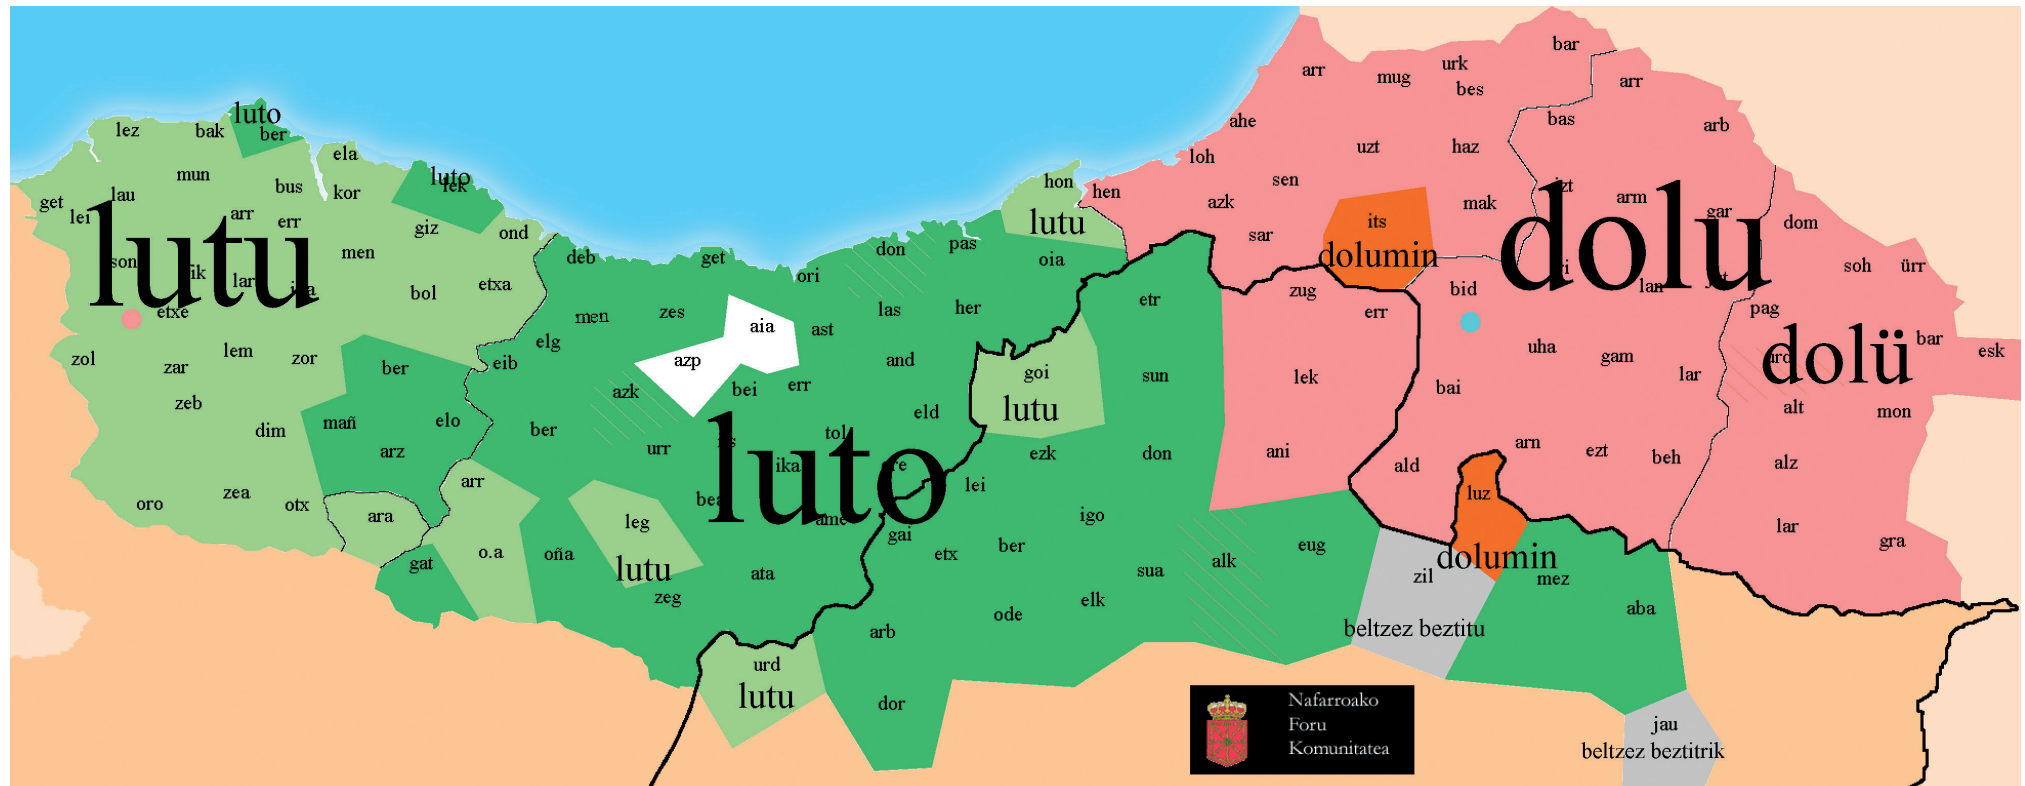 bar
arr
mug
urk
bes
arr
luto
lez
bak
ber
ahe
bas
arb
ela
loh
uzt
haz
mun
lau
bus
kor
luto
hon
hen
sen
get
lei
arr
err
giz
ond
azk
its
mak
arm
gar
dom
lutu
son
men
don
pas
lutu
sar
dolumin
dolu
lar
bol
etxa
deb
get
ori
oia
soh
ürr
etxe
men
zes
aia
ast
las
her
etr
zug
err
bid
lan
pag
zol
zar
lem
zor
ber
elg
eib
azp
and
goi
sun
lek
uha
gam
lar
dolü
bar
esk
zeb
dim
mañ
elo
azk
bei
err
eld
lutu
bai
alt
mon
arz
ber
urr
luto
tol
ika
ezk
don
ani
ald
arn
ezt
beh
alz
oro
zea
otx
ara
arr
leg
ame
lei
igo
luz
lar
gat
o.a
oña
lutu
zeg
ata
gai
etx
ber
sua
alk
eug
zil
dolumin
mez
gra
arb
ode
elk
beltzez beztitu
aba
urd
lutu
dor
Nafarroako
Foru
Komunitatea
jau
beltzez beztitrik